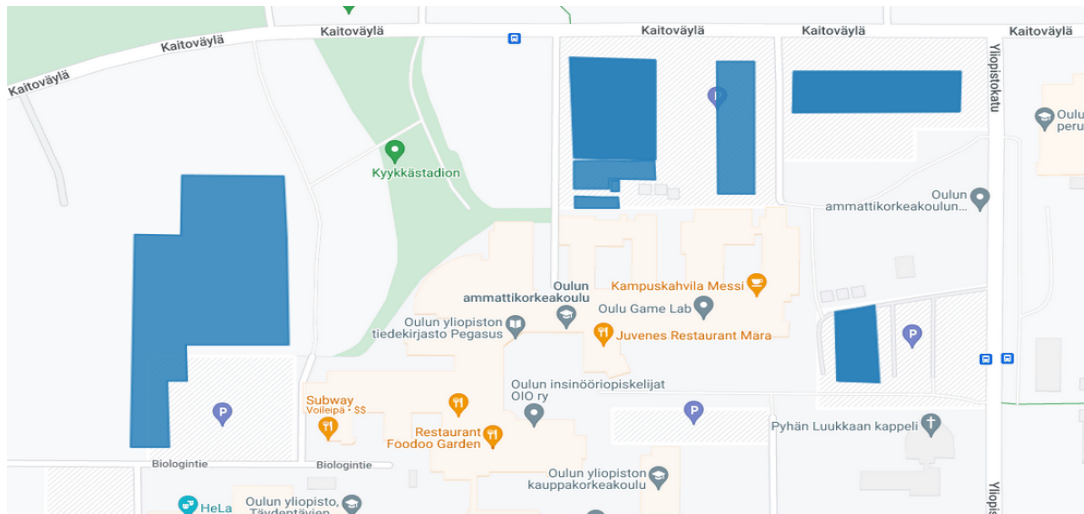 Kaitoväylä
Kaitoväylä
Kaitoväylä
Kaitoväylä
Kaitoväylä
Kaitoväylä
Yliopistokatu
P
Oulu
peru
Kyykkästadion
Oulun
ammattikorkeakoulun...
Kampuskahvila Messi
Oulun
ammattikorkeakoulu
Oulu Game Lab
Oulun yliopiston
tiedekirjasto Pegasus
Juvenes Restaurant Mara
P
Oulun insinööriopiskelijat
OIO ry
Subway
Voileipä • $$
P
P
Restaurant
Foodoo Garden
Pyhän Luukkaan kappeli
Biologintie
Biologintie
Oulun yliopiston
kauppakorkeakoulu
HeLa
Oulun yliopisto,
Täydentävien
Yliop